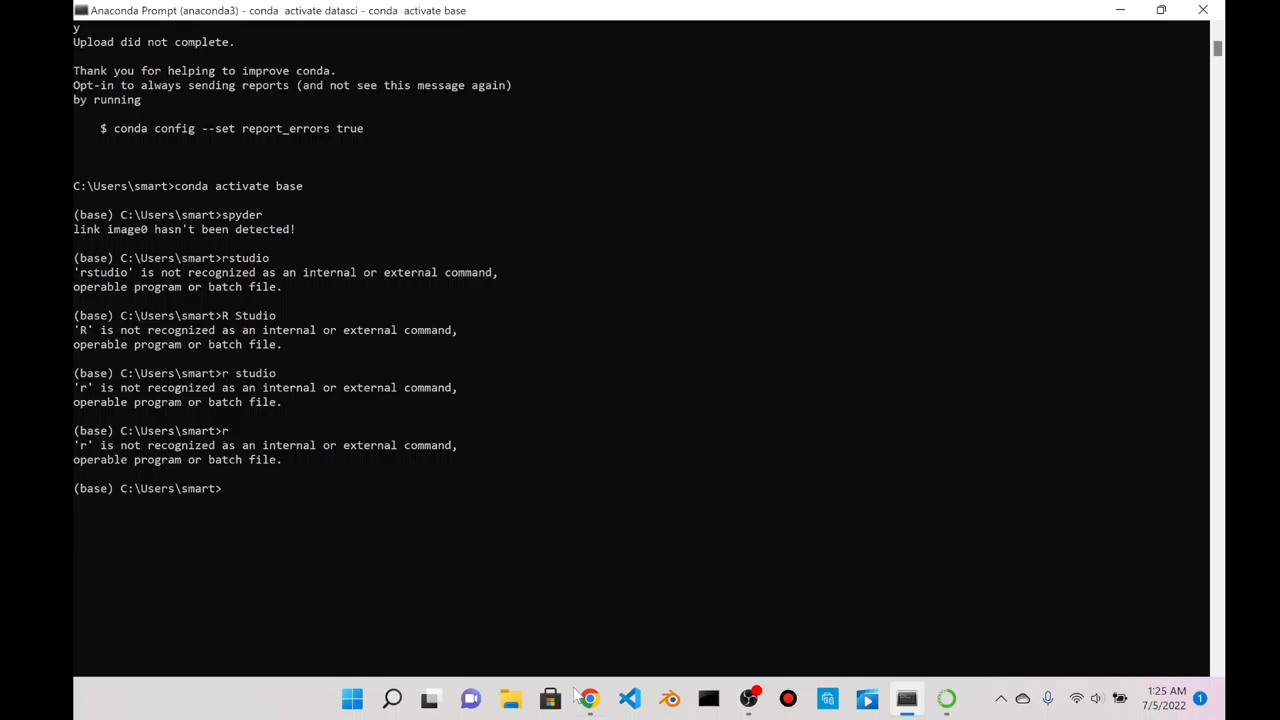 Anaconda Prompt (anaconda3) - conda  activate datasci - conda  activate base
y
Upload did not complete.
Thank you for helping to improve conda.
Opt-in to always sending reports (and not see this message again)
by running
$ conda config --set report_errors true
C:\Users\smart>conda activate base
(base) C:\Users\smart>spyder
link image0 hasn't been detected!
(base) C:\Users\smart>rstudio
'rstudio' is not recognized as an internal or external command,
operable program or batch file.
(base) C:\Users\smart>R Studio
'R' is not recognized as an internal or external command,
operable program or batch file.
(base) C:\Users\smart>r studio
'r' is not recognized as an internal or external command,
operable program or batch file.
(base) C:\Users\smart>r
'r' is not recognized as an internal or external command,
operable program or batch file.
(base) C:\Users\smart>
1:25 AM
7/5/2022
1